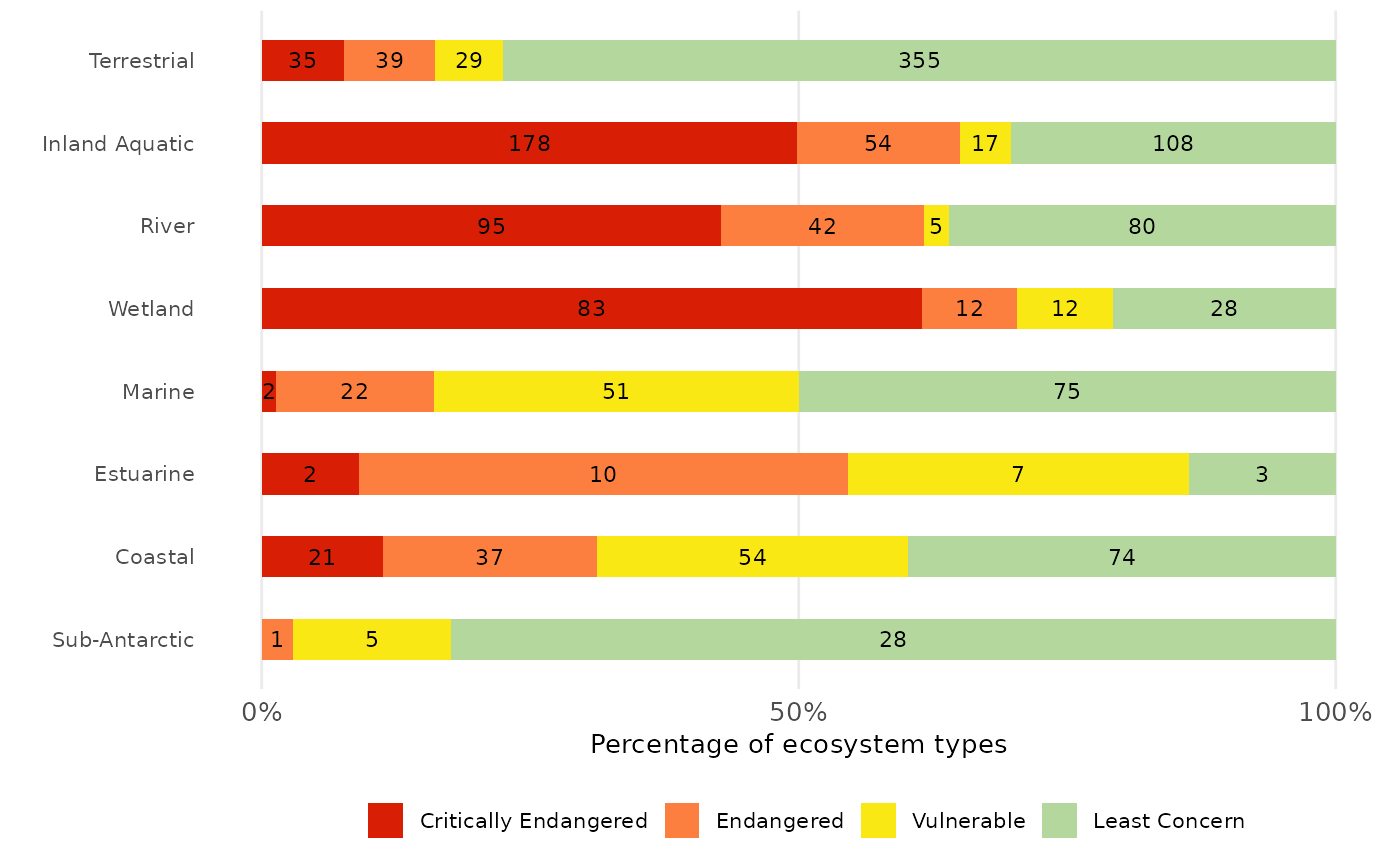 Terrestrial 35 39 29 355
Inland Aquatic 178 54 17 108
River 95 42 5 80
Wetland 83 12 12 28
Marine 2 22 51 75
Estuarine 2 10 7 3
Coastal 21 37 54 74
Sub-Antarctic 1 5 28
0% 50% 100%
Percentage of ecosystem types
Critically Endangered Endangered Vulnerable Least Concern